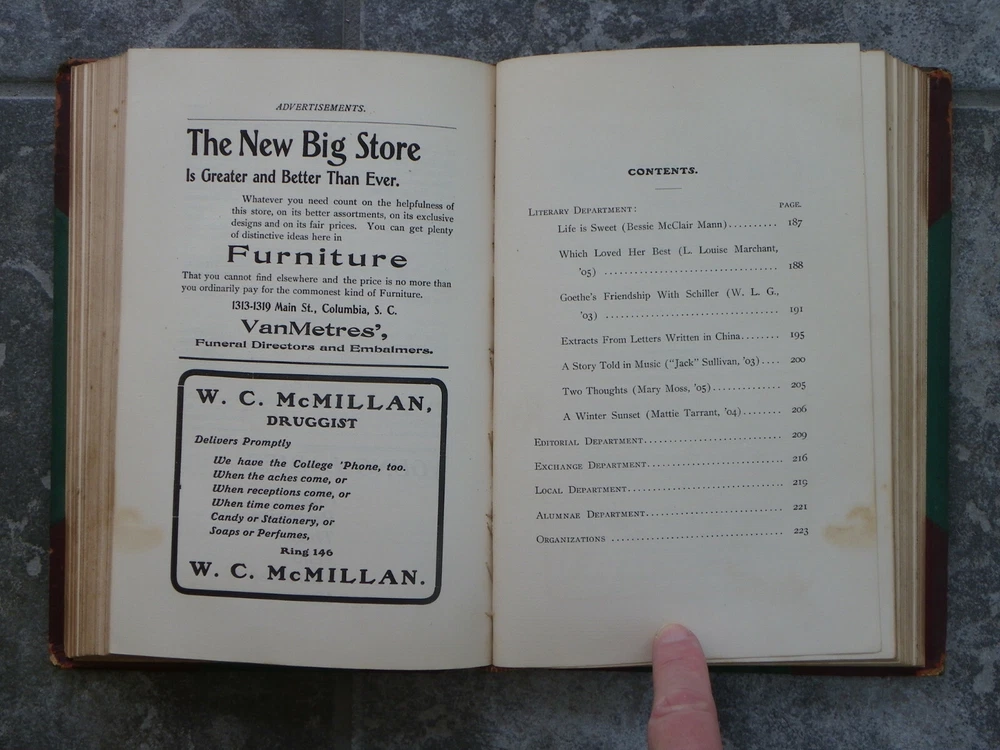 ADVERTISEMENTS.
The New Big Store
Is Greater and Better Than Ever.
Whatever you need count on the helpfulness of
this store, on its better assortments, on its exclusive
designs and on its fair prices. You can get plenty
of distinctive ideas here in
Furniture
That you cannot find elsewhere and the price is no more than
you ordinarily pay for the commonest kind of Furniture.
1313-1319 Main St., Columbia, S. C.
VanMetres',
Funeral Directors and Embalmers.
W. C. McMILLAN,
DRUGGIST
Delivers Promptly
We have the College 'Phone, too.
When the aches come, or
When receptions come, or
When time comes for
Candy or Stationery, or
Soaps or Perfumes,
Ring 146
W. C. McMILLAN.
CONTENTS.
LITERARY DEPARTMENT: PAGE.
Life is Sweet (Bessie McClair Mann).......... 187
Which Loved Her Best (L. Louise Marchant,
'05) .................................. 188
Goethe's Friendship With Schiller (W. L. G.,
'03) .................................. 191
Extracts From Letters Written in China....... 195
A Story Told in Music ("Jack" Sullivan, '03).... 200
Two Thoughts (Mary Moss, '05)............. 205
A Winter Sunset (Mattie Tarrant, '04)........ 206
EDITORIAL DEPARTMENT........................... 209
EXCHANGE DEPARTMENT........................... 216
LOCAL DEPARTMENT.............................. 219
ALUMNAE DEPARTMENT........................... 221
ORGANIZATIONS ................................. 223